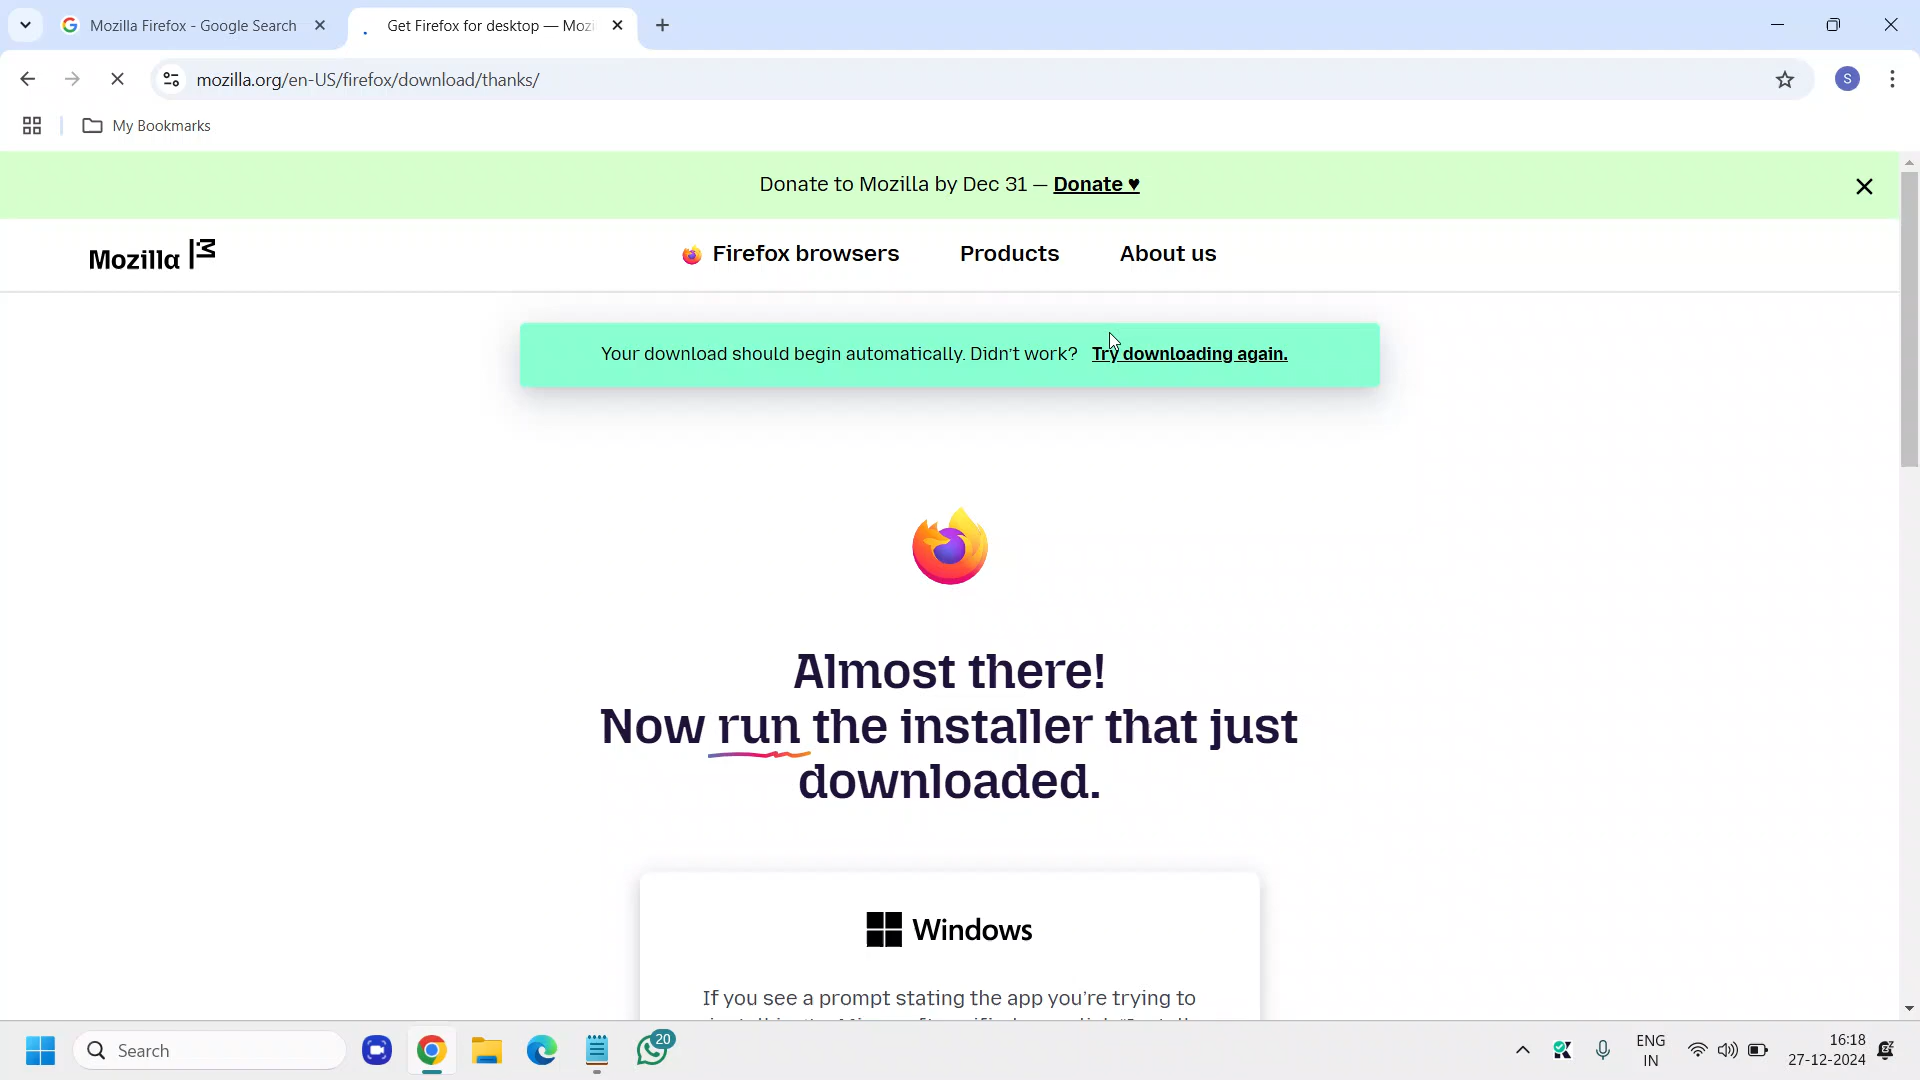 Mozilla Firefox - Google Search
Get Firefox for desktop — Mozi
mozilla.org/en-US/firefox/download/thanks/
S
My Bookmarks
Donate to Mozilla by Dec 31 — Donate ♥
Mozilla
Firefox browsers
Products
About us
Your download should begin automatically. Didn't work? Try downloading again.
Almost there!
Now run the installer that just
downloaded.
Windows
If you see a prompt stating the app you're trying to
Search
20
ENG
IN
16:18
27-12-2024